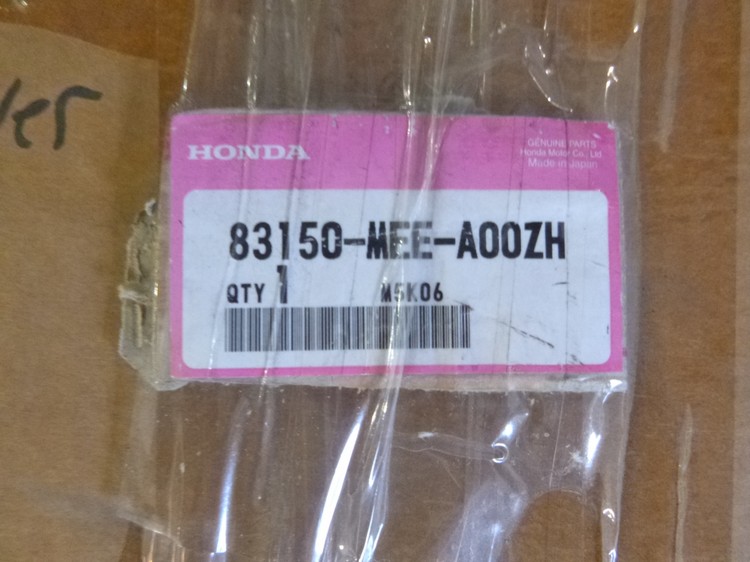 HONDA
GENUINE PARTS
Honda Motor Co., Ltd
Made in Japan
83150-MEE-A00ZH
QTY 1 M5K06